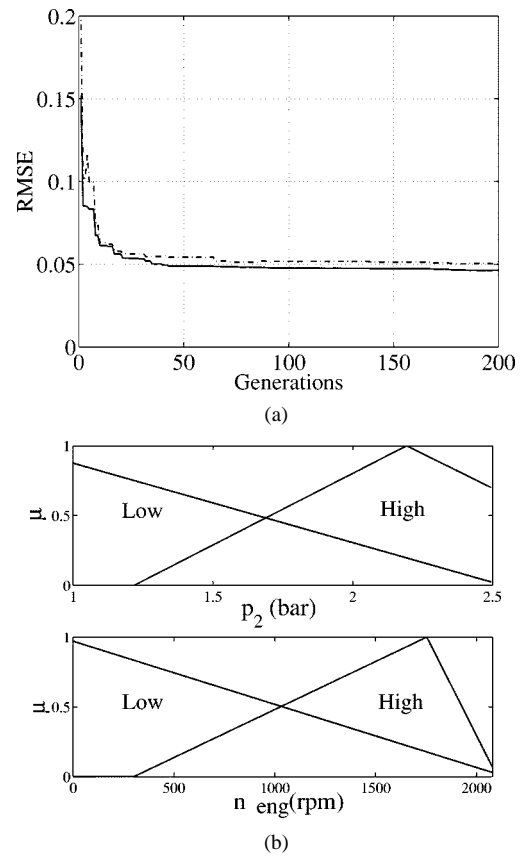 0.2
0.15
0.1
0.05
0
RMSE
0 50 100 150 200
Generations
(a)
1
0.5
0
μ
Low
High
1 1.5 2 2.5
p_2 (bar)
1
0.5
0
μ
Low
High
0 500 1000 1500 2000
n_eng(rpm)
(b)